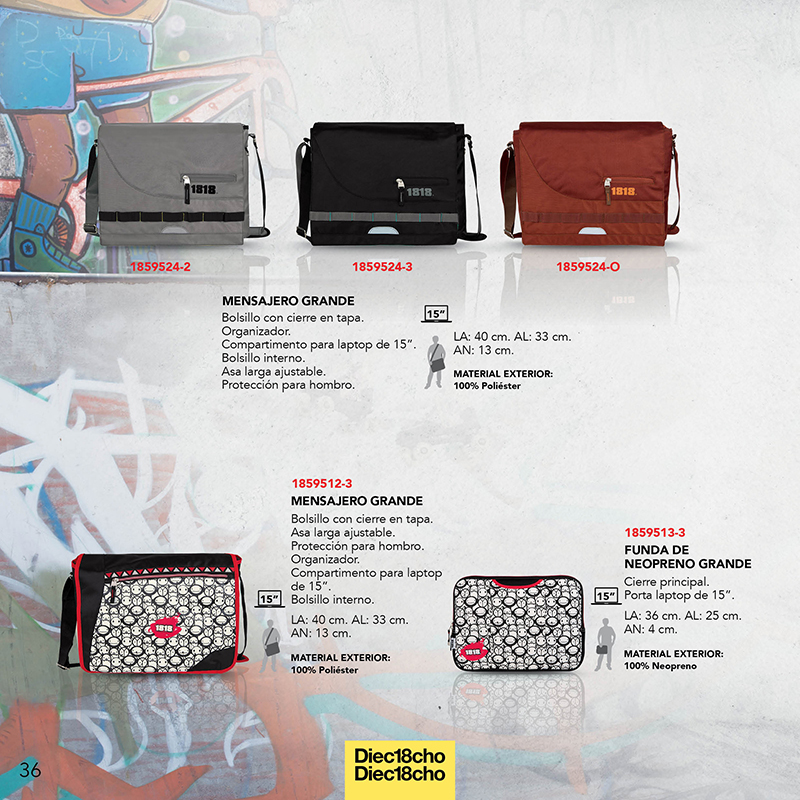 1818
1818
1818
1859524-2
1859524-3
1859524-O
MENSAJERO GRANDE
Bolsillo con cierre en tapa.
Organizador.
Compartimento para laptop de 15”.
Bolsillo interno.
Asa larga ajustable.
Protección para hombro.
15”
LA: 40 cm. AL: 33 cm.
AN: 13 cm.
MATERIAL EXTERIOR:
100% Poliéster
1859512-3
MENSAJERO GRANDE
Bolsillo con cierre en tapa.
Asa larga ajustable.
Protección para hombro.
Organizador.
Compartimento para laptop
de 15”.
Bolsillo interno.
15”
LA: 40 cm. AL: 33 cm.
AN: 13 cm.
MATERIAL EXTERIOR:
100% Poliéster
1818
1859513-3
FUNDA DE
NEOPRENO GRANDE
Cierre principal.
Porta laptop de 15”.
15”
LA: 36 cm. AL: 25 cm.
AN: 4 cm.
MATERIAL EXTERIOR:
100% Neopreno
1818
36
Diec18cho
Diec18cho